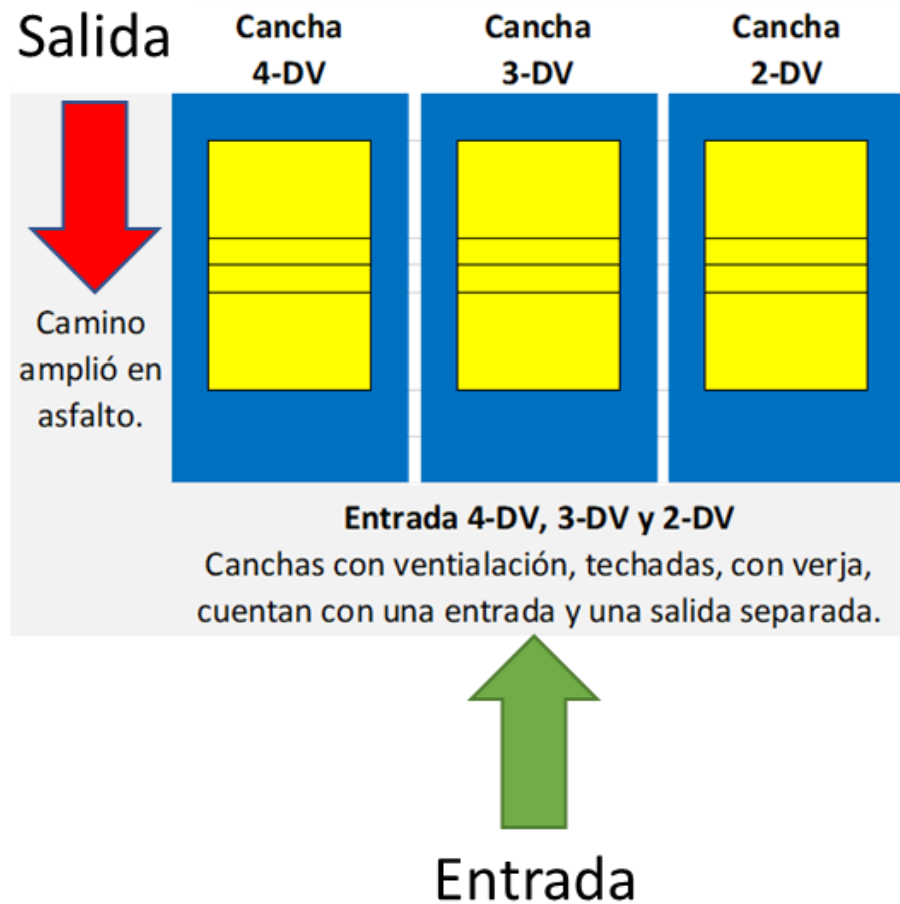 Salida
Cancha
4-DV
Cancha
3-DV
Cancha
2-DV
Camino
amplió en
asfalto.
Entrada 4-DV, 3-DV y 2-DV
Canchas con ventialación, techadas, con verja,
cuentan con una entrada y una salida separada.
Entrada